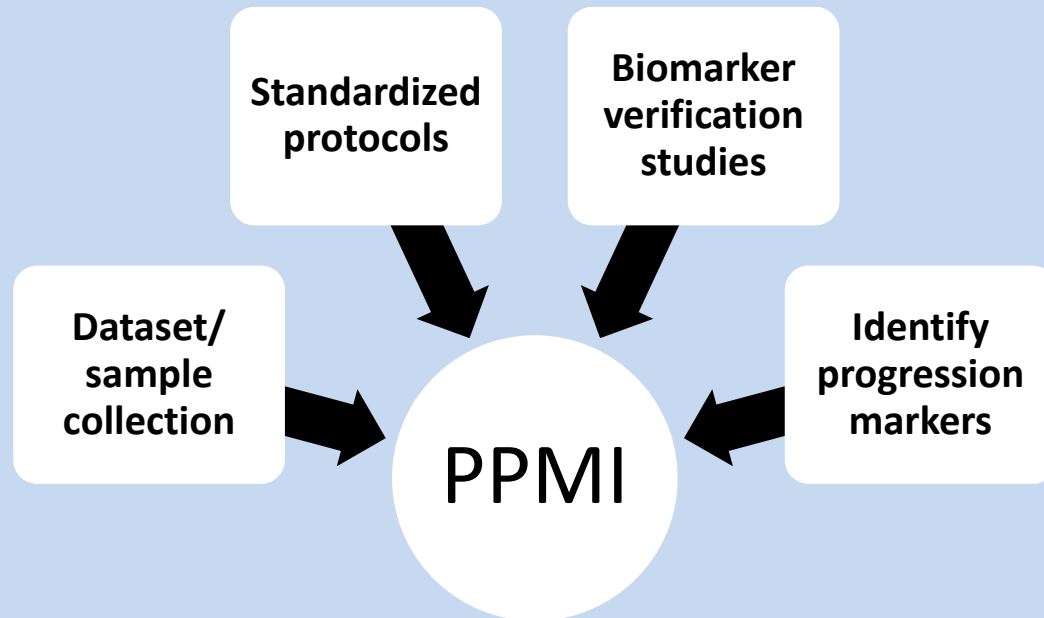 Standardized
protocols
Biomarker
verification
studies
Dataset/
sample
collection
Identify
progression
markers
PPMI